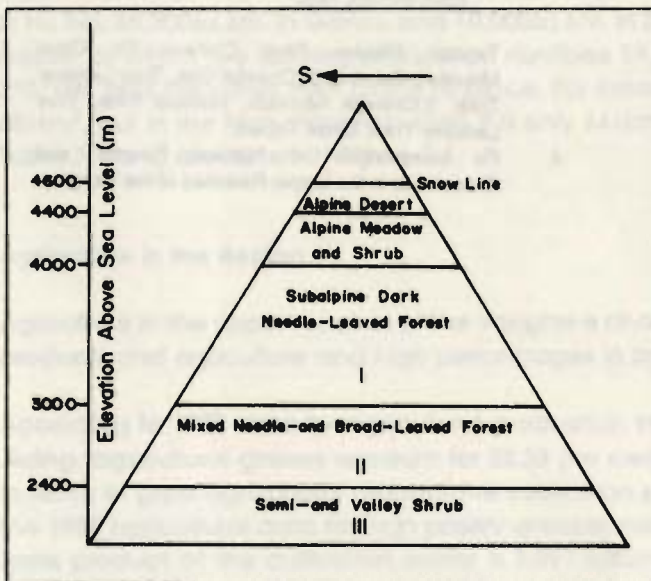 S
Elevation Above Sea Level (m)
4600
4400
4000
3000
2400
Snow Line
Alpine Desert
Alpine Meadow
and Shrub
Subalpine Dark
Needle-Leaved Forest
I
Mixed Needle-and Broad-Leaved Forest
II
Semi-and Valley Shrub
III